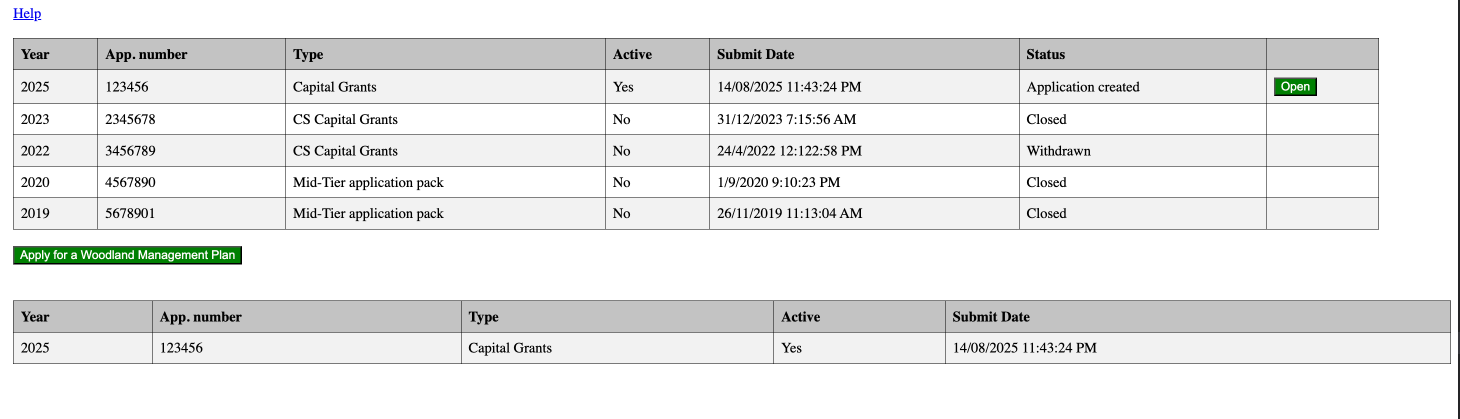 Help
Year App. number Type Active Submit Date Status
2025 123456 Capital Grants Yes 14/08/2025 11:43:24 PM Application created Open
2023 2345678 CS Capital Grants No 31/12/2023 7:15:56 AM Closed
2022 3456789 CS Capital Grants No 24/4/2022 12:122:58 PM Withdrawn
2020 4567890 Mid-Tier application pack No 1/9/2020 9:10:23 PM Closed
2019 5678901 Mid-Tier application pack No 26/11/2019 11:13:04 AM Closed
Apply for a Woodland Management Plan
Year App. number Type Active Submit Date
2025 123456 Capital Grants Yes 14/08/2025 11:43:24 PM